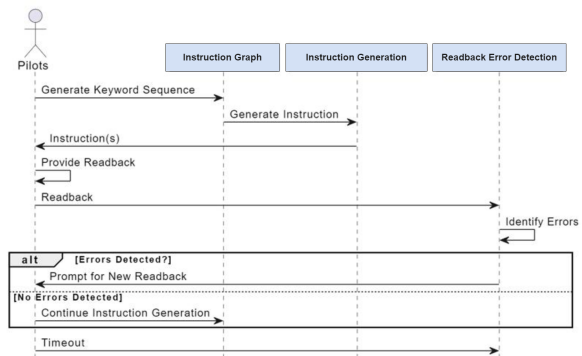 Pilots
Instruction Graph
Instruction Generation
Readback Error Detection
Generate Keyword Sequence
Generate Instruction
Instruction(s)
Provide Readback
Readback
Identify Errors
alt [Errors Detected?]
Prompt for New Readback
[No Errors Detected]
Continue Instruction Generation
Timeout